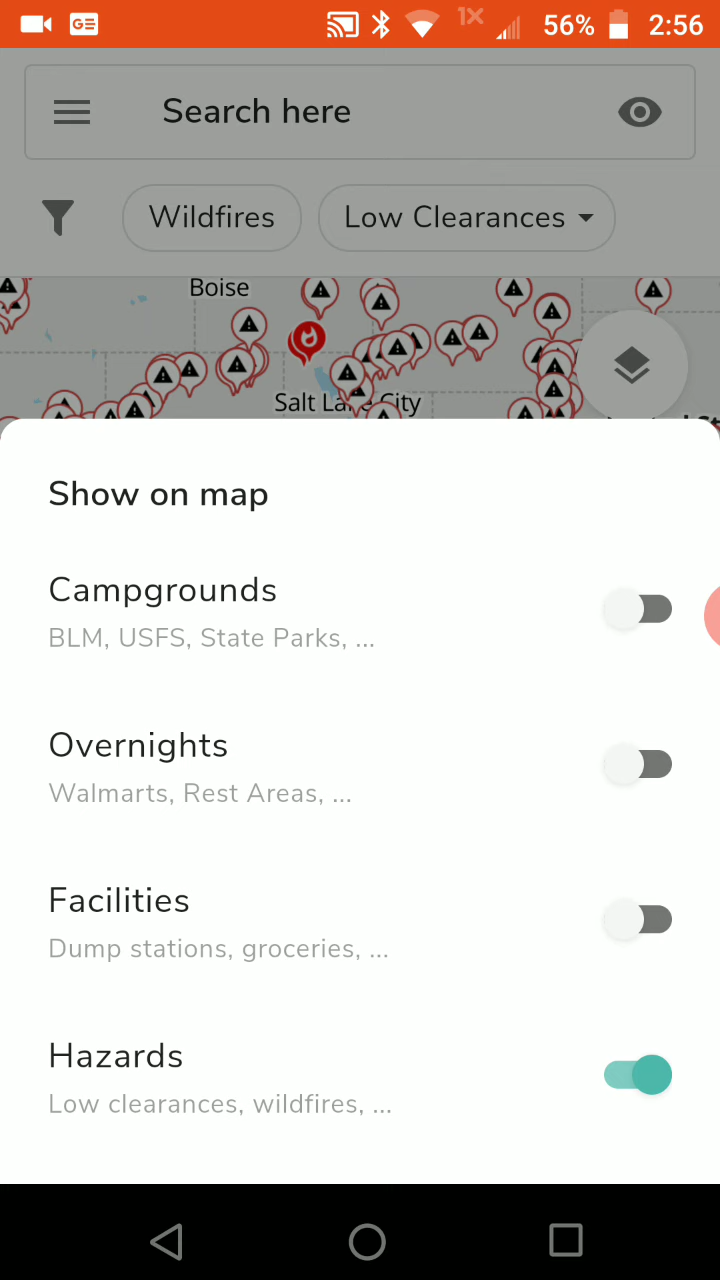 1X 56% 2:56
Search here
Wildfires Low Clearances
Boise
Salt Lake City
Show on map
Campgrounds
BLM, USFS, State Parks, ...
Overnights
Walmarts, Rest Areas, ...
Facilities
Dump stations, groceries, ...
Hazards
Low clearances, wildfires, ...